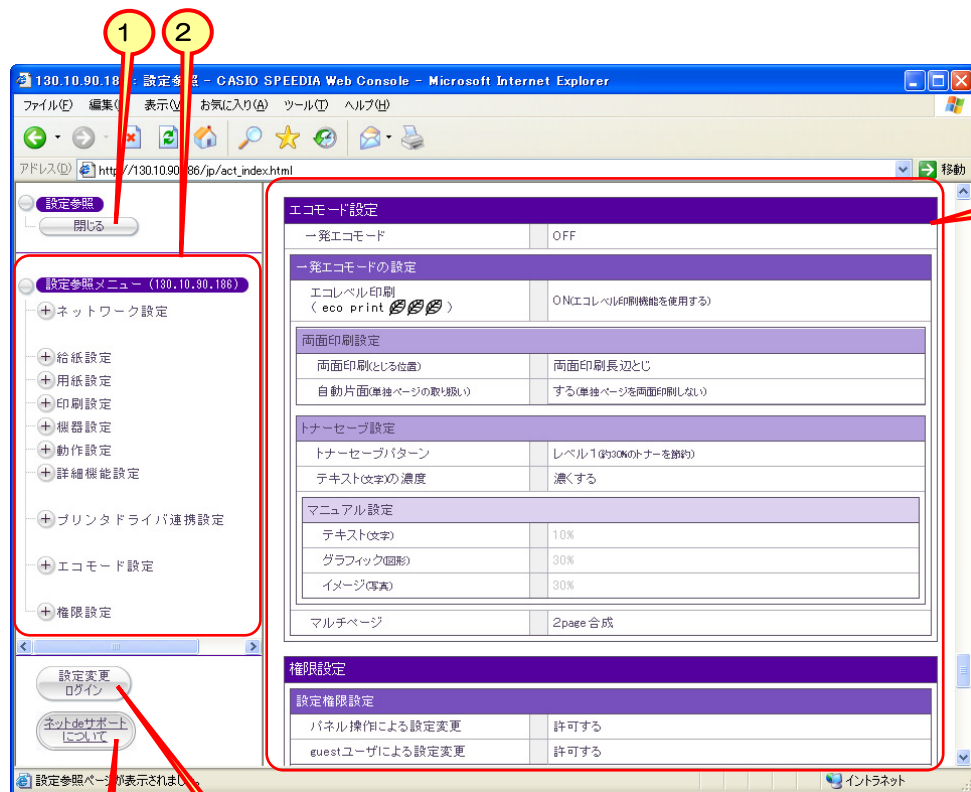 1
2
130.10.90.18 : 設定参照 - CASIO SPEEDIA Web Console - Microsoft Internet Explorer
ファイル(F) 編集( 表示(V) お気に入り(A) ツール(T) ヘルプ(H)
アドレス(D) http://130.10.90.186/jp/act_index.html 移動
設定参照
閉じる
設定参照メニュー (130.10.90.186)
ネットワーク設定
給紙設定
用紙設定
印刷設定
機器設定
動作設定
詳細機能設定
プリンタドライバ連携設定
エコモード設定
権限設定
設定変更
ログイン
ネットdeサポート
について
エコモード設定
一発エコモード OFF
一発エコモードの設定
エコレベル印刷
( eco print ) ON(エコレベル印刷機能を使用する)
両面印刷設定
両面印刷(とじる位置) 両面印刷長辺とじ
自動片面(単独ページの取り扱い) する(単独ページを両面印刷しない)
トナーセーブ設定
トナーセーブパターン レベル1(約30%のトナーを節約)
テキスト(文字)の濃度 濃くする
マニュアル設定
テキスト(文字) 10%
グラフィック(図形) 30%
イメージ(写真) 30%
マルチページ 2page 合成
権限設定
設定権限設定
パネル操作による設定変更 許可する
guestユーザによる設定変更 許可する
設定参照ページが表示されました。 イントラネット